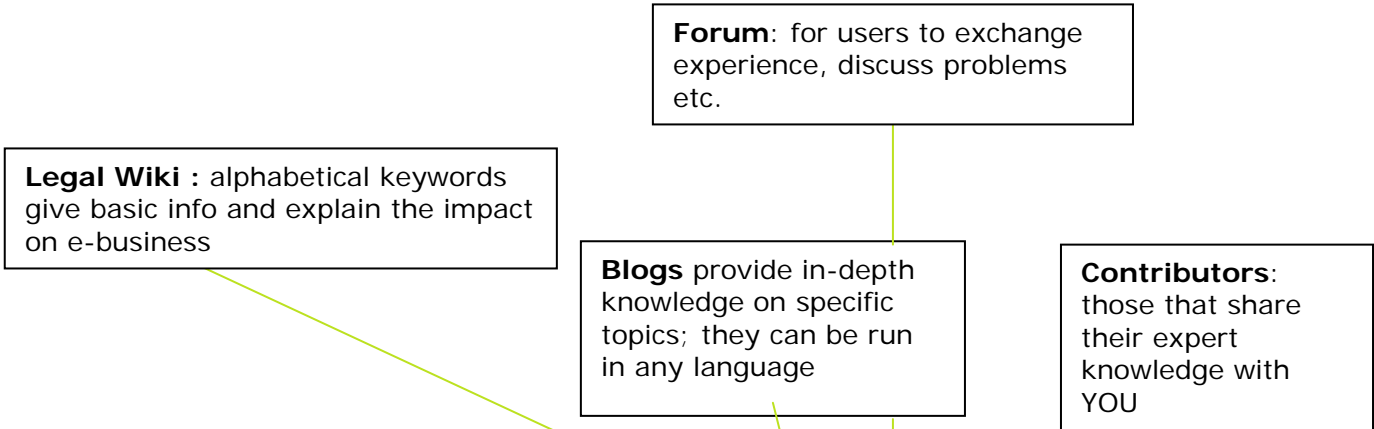 Forum: for users to exchange
experience, discuss problems
etc.
Legal Wiki : alphabetical keywords
give basic info and explain the impact
on e-business
Blogs provide in-depth
knowledge on specific
topics; they can be run
in any language
Contributors:
those that share
their expert
knowledge with
YOU